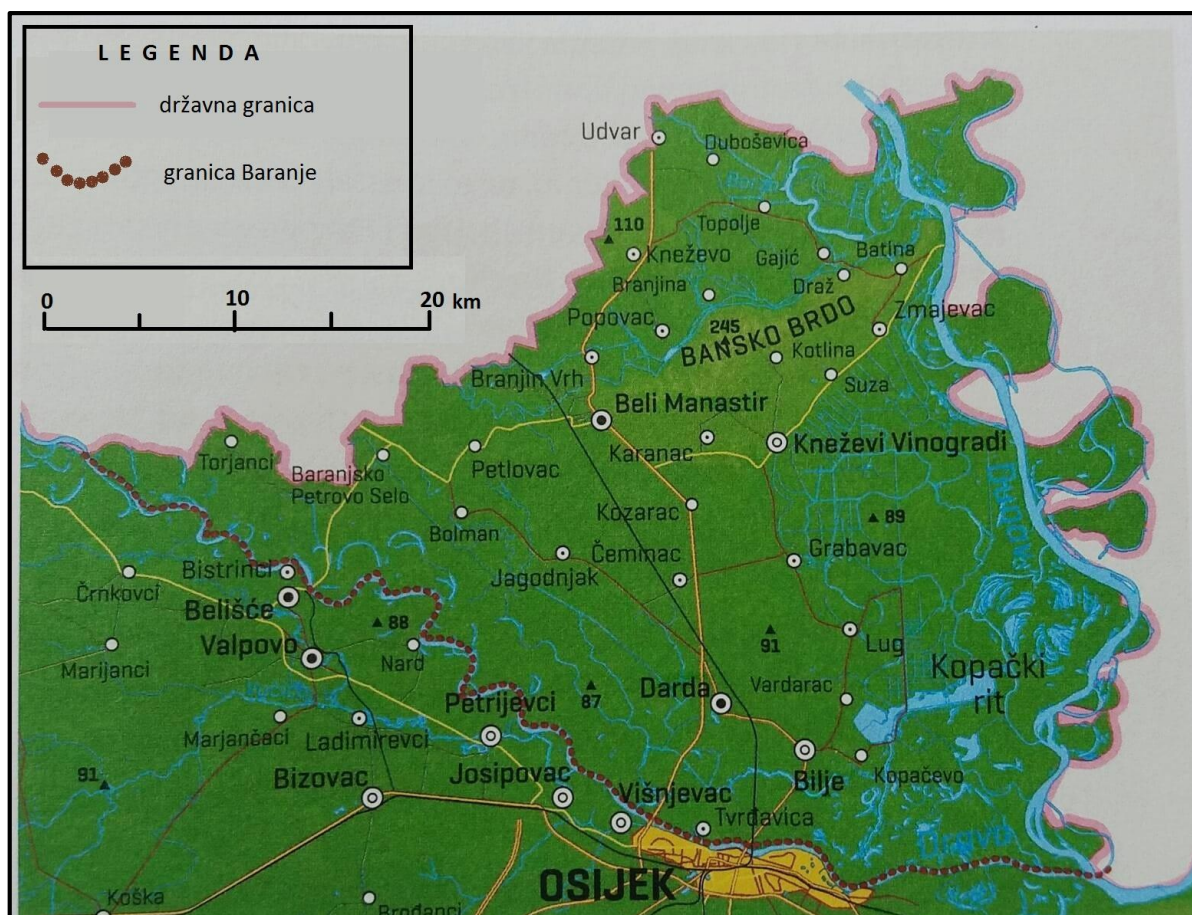 L E G E N D A
državna granica
granica Baranje
0 10 20 km
Udvar
Duboševica
Topolje
110
Kneževo
Gajić
Batina
Draž
Branjina
Popovac
245
BANSKO BRDO
Zmajevac
Kotlina
Branjin Vrh
Suza
Beli Manastir
Karanac
Kneževi Vinogradi
Torjanci
Baranjsko
Petrovo Selo
Petlovac
Bolman
Kozarac
89
Dunav
Čeminac
Grabavac
Jagodnjak
Bistrinci
Črnkovci
Belišće
88
Valpovo
Nard
Marijanci
91
Lug
Kopački
rit
Darda
Vardarac
87
Petrijevci
Marjančaci
Ladimirevci
Bilje
Kopačevo
91
Bizovac
Josipovac
Višnjevac
Tvrđavica
Drava
OSIJEK
Koška
Brođanci